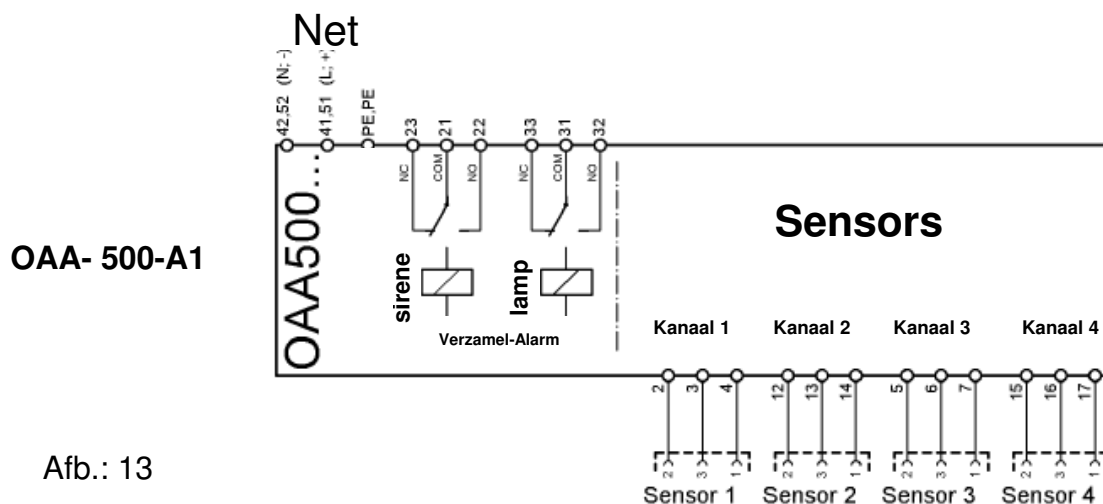 Net
42,52 (N; -)
41,51 (L; +)
PE,PE
23 21 22 33 31 32
NC COM NO NC COM NO
OAA500...
Sensors
OAA- 500-A1
sirene
lamp
Verzamel-Alarm
Kanaal 1 Kanaal 2 Kanaal 3 Kanaal 4
2 3 4 12 13 14 5 6 7 15 16 17
2 3 1 2 3 1 2 3 1 2 3 1
Sensor 1 Sensor 2 Sensor 3 Sensor 4
Afb.: 13